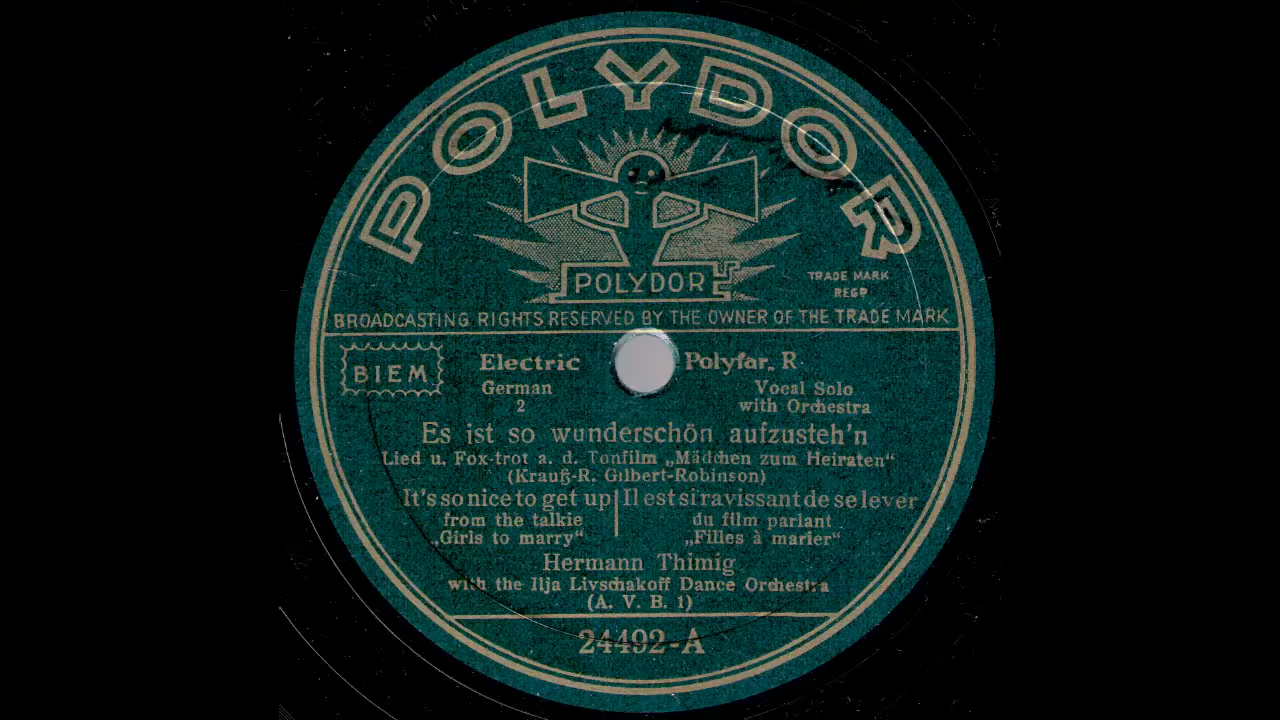 POLYDOR
POLYDOR
TRADE MARK
REGD
BROADCASTING RIGHTS RESERVED BY THE OWNER OF THE TRADE MARK
BIEM
Electric Polyfar. R
German Vocal Solo
2 with Orchestra
Es ist so wunderschön aufzusteh'n
Lied u. Fox-trot a. d. Tonfilm „Mädchen zum Heiraten“
(Krauß-R. Gilbert-Robinson)
It's so nice to get up Il est si ravissant de se lever
from the talkie du film parlant
„Girls to marry“ „Filles à marier“
Hermann Thimig
with the Ilja Livschakoff Dance Orchestra
(A. V. B. 1)
24492-A